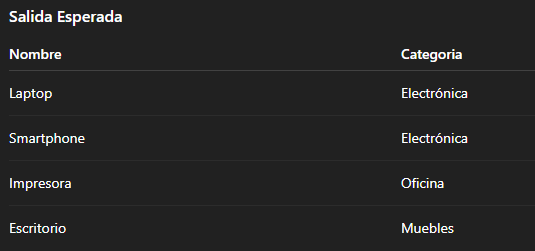 Salida Esperada
Nombre Categoria
Laptop Electrónica
Smartphone Electrónica
Impresora Oficina
Escritorio Muebles